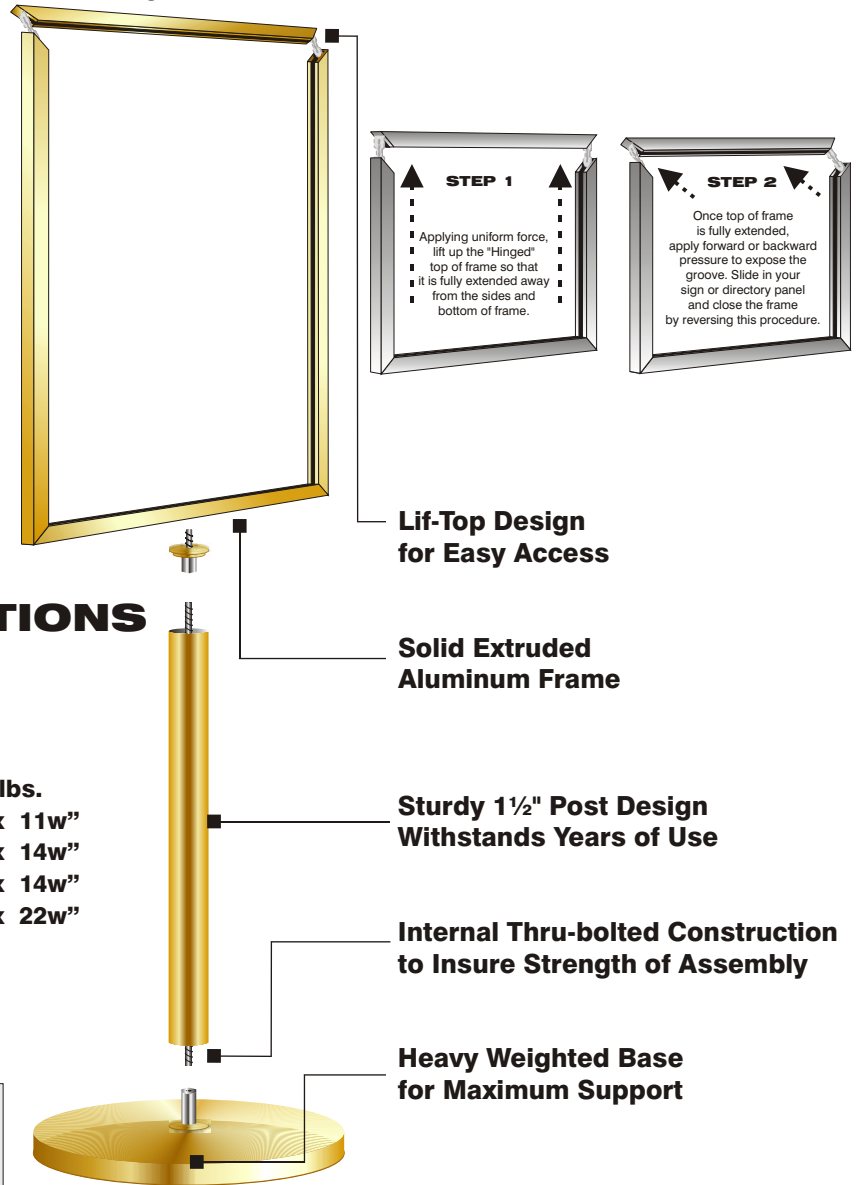 STEP 1
Applying uniform force,
lift up the "Hinged"
top of frame so that
it is fully extended away
from the sides and
bottom of frame.
STEP 2
Once top of frame
is fully extended,
apply forward or backward
pressure to expose the
groove. Slide in your
sign or directory panel
and close the frame
by reversing this procedure.
Lif-Top Design
for Easy Access
TIONS
Solid Extruded
Aluminum Frame
lbs.
x 11w”
x 14w”
x 14w”
x 22w”
Sturdy 1½" Post Design
Withstands Years of Use
Internal Thru-bolted Construction
to Insure Strength of Assembly
Heavy Weighted Base
for Maximum Support